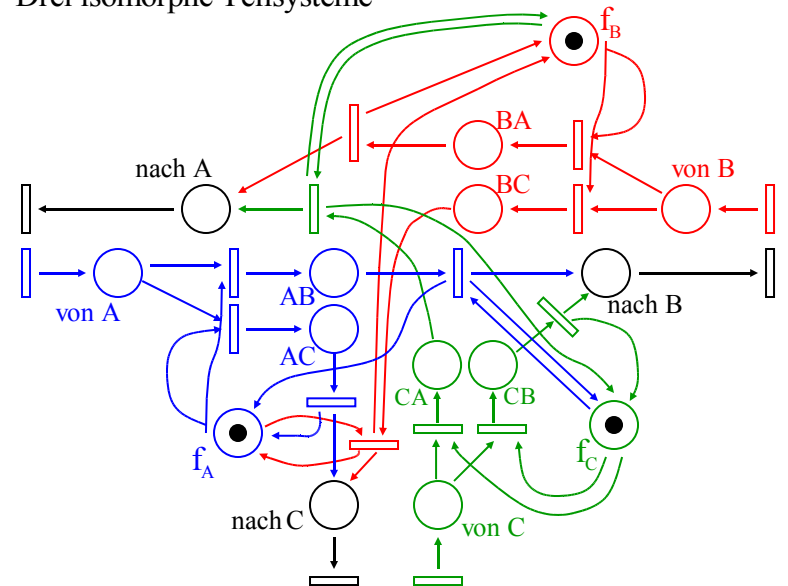 Drei isomorphe Teilsysteme
f_B
BA
nach A
von B
BC
von A
AB
nach B
AC
CA
CB
f_A
f_C
nach C
von C